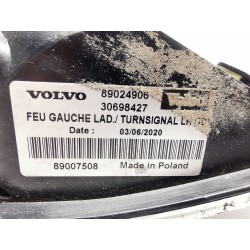 VOLVO 89024906
30698427
FEU GAUCHE LAD./ TURNSIGNAL LH
Date : 03/06/2020
89007508 Made in Poland